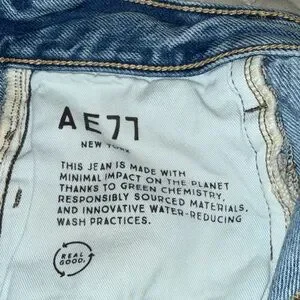 AE77
NEW YORK
THIS JEAN IS MADE WITH
MINIMAL IMPACT ON THE PLANET
THANKS TO GREEN CHEMISTRY,
RESPONSIBLY SOURCED MATERIALS,
AND INNOVATIVE WATER-REDUCING
WASH PRACTICES.
REAL
GOOD.